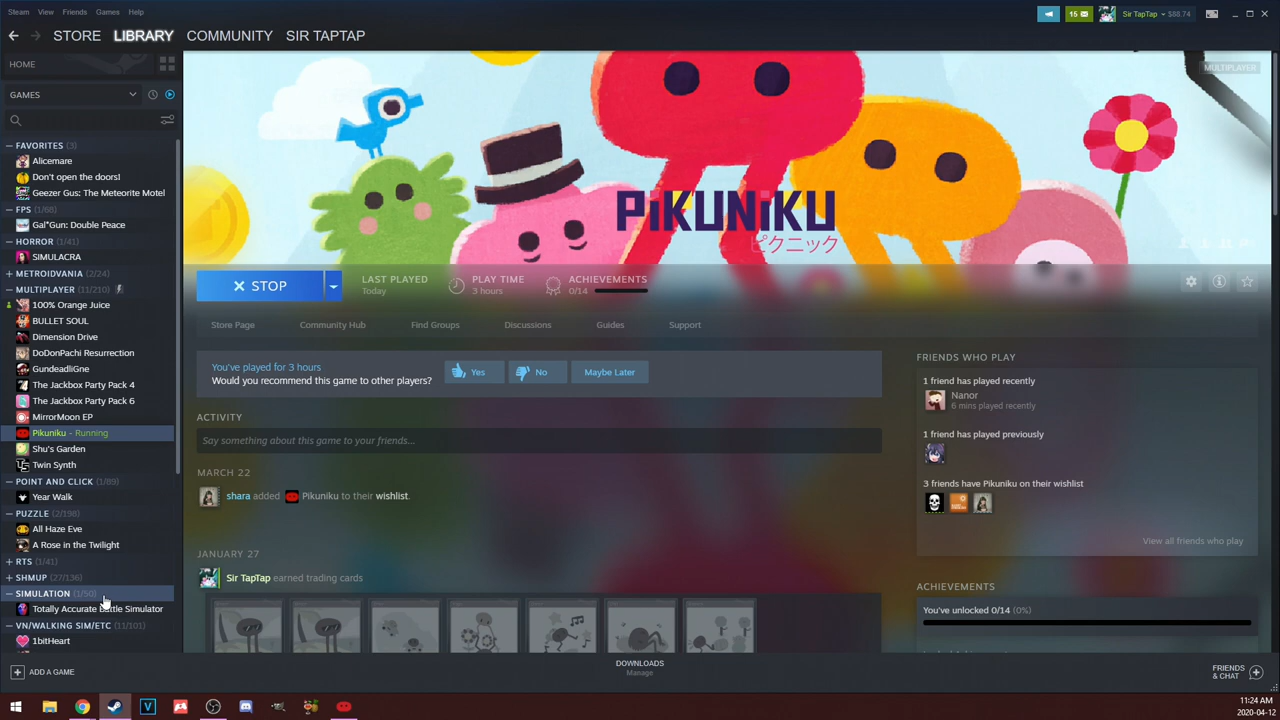 Steam View Friends Games Help
15 Sir TapTap $88.74
STORE LIBRARY COMMUNITY SIR TAPTAP
HOME
MULTIPLAYER
GAMES
FAVORITES (3)
Alicemare
Don't open the doors!
Geezer Gus: The Meteorite Motel
FPS (1/68)
Gal*Gun: Double Peace
HORROR (1/41)
SIMULACRA
METROIDVANIA (2/24)
MULTIPLAYER (11/210)
100% Orange Juice
BULLET SOUL
Dimension Drive
DoDonPachi Resurrection
GundeadliGne
The Jackbox Party Pack 4
The Jackbox Party Pack 6
MirrorMoon EP
Pikuniku - Running
Shu's Garden
Twin Synth
POINT AND CLICK (1/89)
Year Walk
PUZZLE (2/198)
All Haze Eve
A Rose in the Twilight
RTS (1/41)
SHMUP (27/136)
SIMULATION (1/50)
Totally Accurate Battle Simulator
VN/WALKING SIM/ETC (11/101)
1bitHeart
ADD A GAME
PiKUNiKU
ピクニック
STOP
LAST PLAYED
Today
PLAY TIME
3 hours
ACHIEVEMENTS
0/14
Store Page Community Hub Find Groups Discussions Guides Support
You've played for 3 hours
Would you recommend this game to other players?
Yes No Maybe Later
ACTIVITY
Say something about this game to your friends...
MARCH 22
shara added Pikuniku to their wishlist.
JANUARY 27
Sir TapTap earned trading cards
FRIENDS WHO PLAY
1 friend has played recently
Nanor
6 mins played recently
1 friend has played previously
3 friends have Pikuniku on their wishlist
View all friends who play
ACHIEVEMENTS
You've unlocked 0/14 (0%)
DOWNLOADS
Manage
FRIENDS
& CHAT
V
11:24 AM
2020-04-12